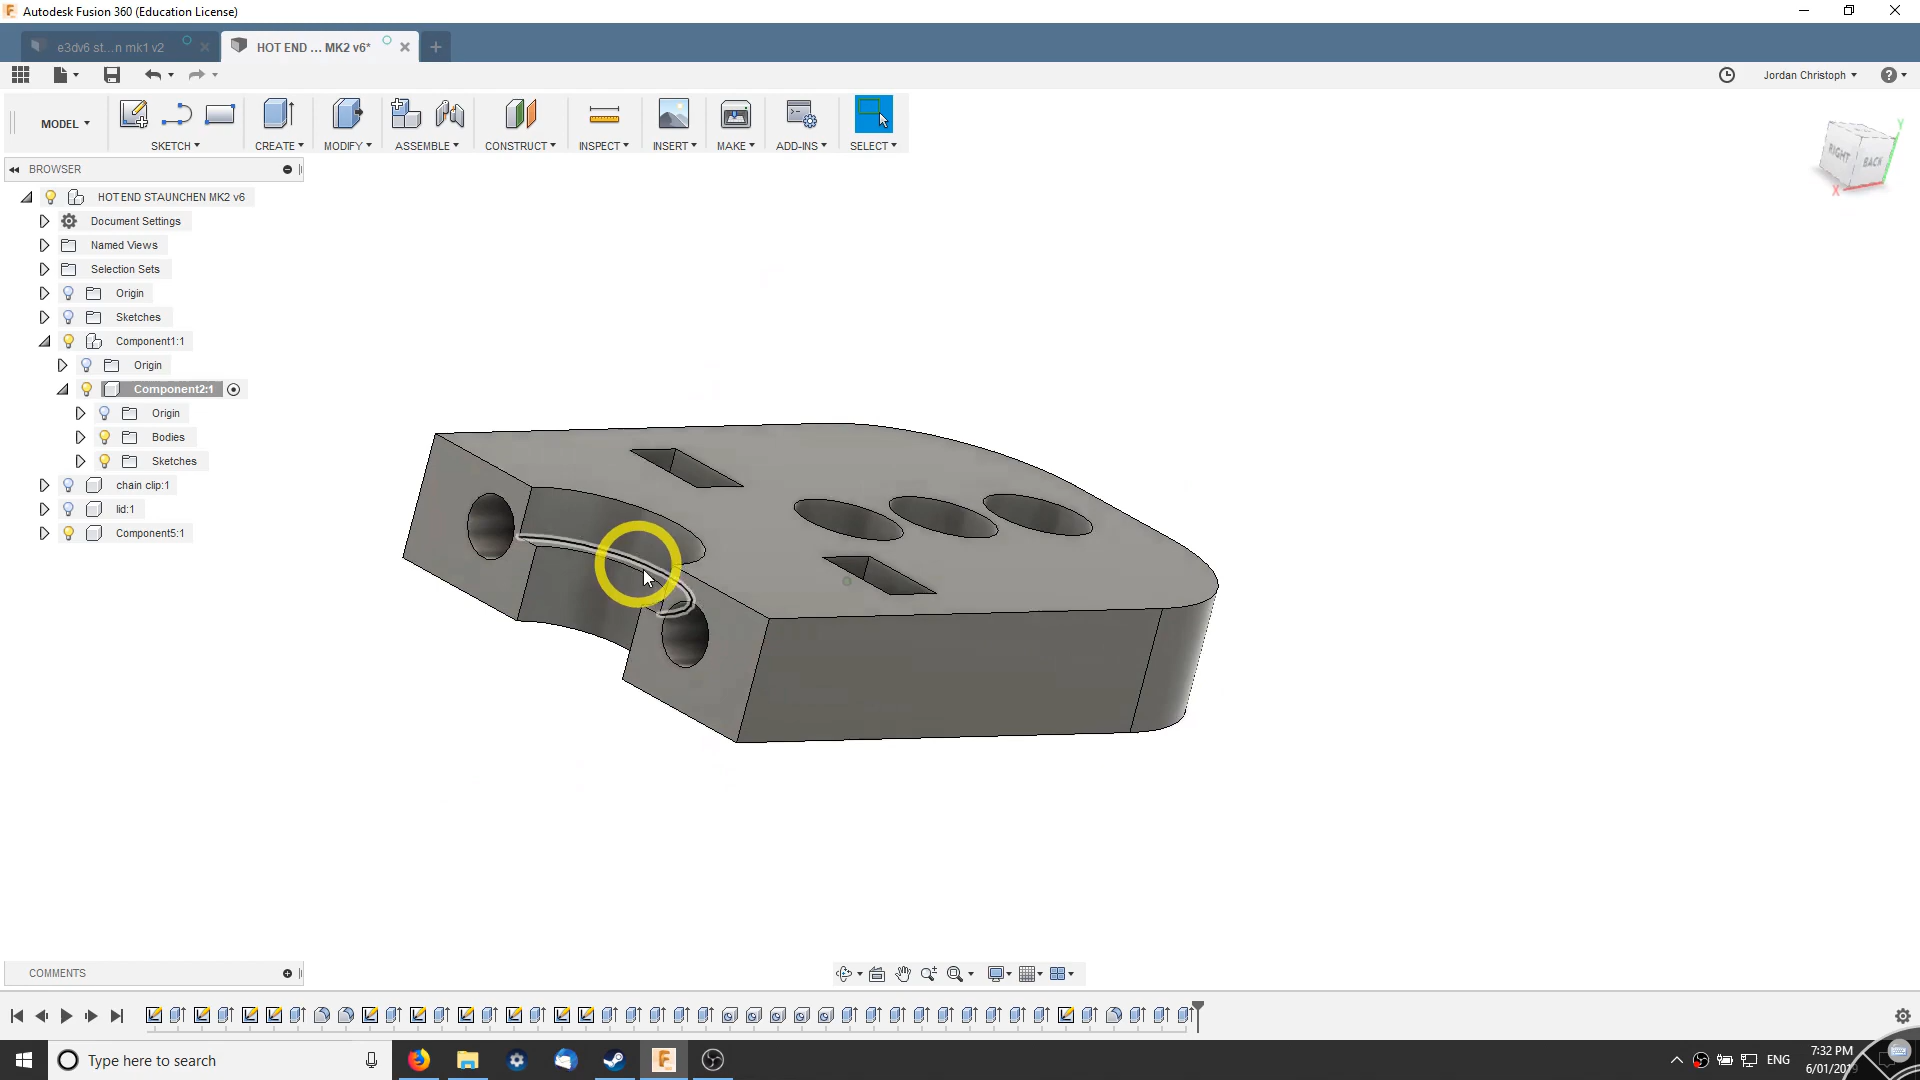 Autodesk Fusion 360 (Education License)
e3dv6 st...n mk1 v2
HOT END ... MK2 v6*
Jordan Christoph
MODEL
SKETCH
CREATE
MODIFY
ASSEMBLE
CONSTRUCT
INSPECT
INSERT
MAKE
ADD-INS
SELECT
BROWSER
HOT END STAUNCHEN MK2 v6
Document Settings
Named Views
Selection Sets
Origin
Sketches
Component1:1
Origin
Component2:1
Origin
Bodies
Sketches
chain clip:1
lid:1
Component5:1
RIGHT
BACK
Y
X
COMMENTS
Type here to search
ENG
7:32 PM